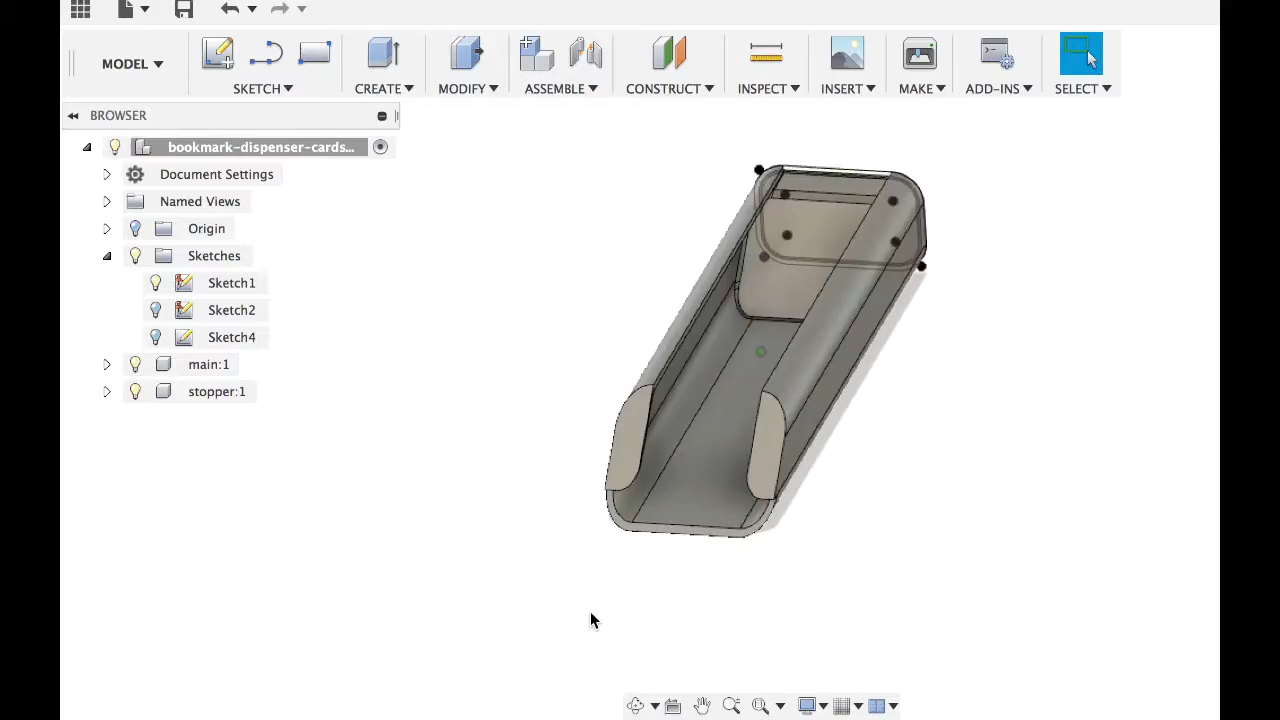 MODEL
SKETCH
CREATE
MODIFY
ASSEMBLE
CONSTRUCT
INSPECT
INSERT
MAKE
ADD-INS
SELECT
BROWSER
bookmark-dispenser-cards...
Document Settings
Named Views
Origin
Sketches
Sketch1
Sketch2
Sketch4
main:1
stopper:1